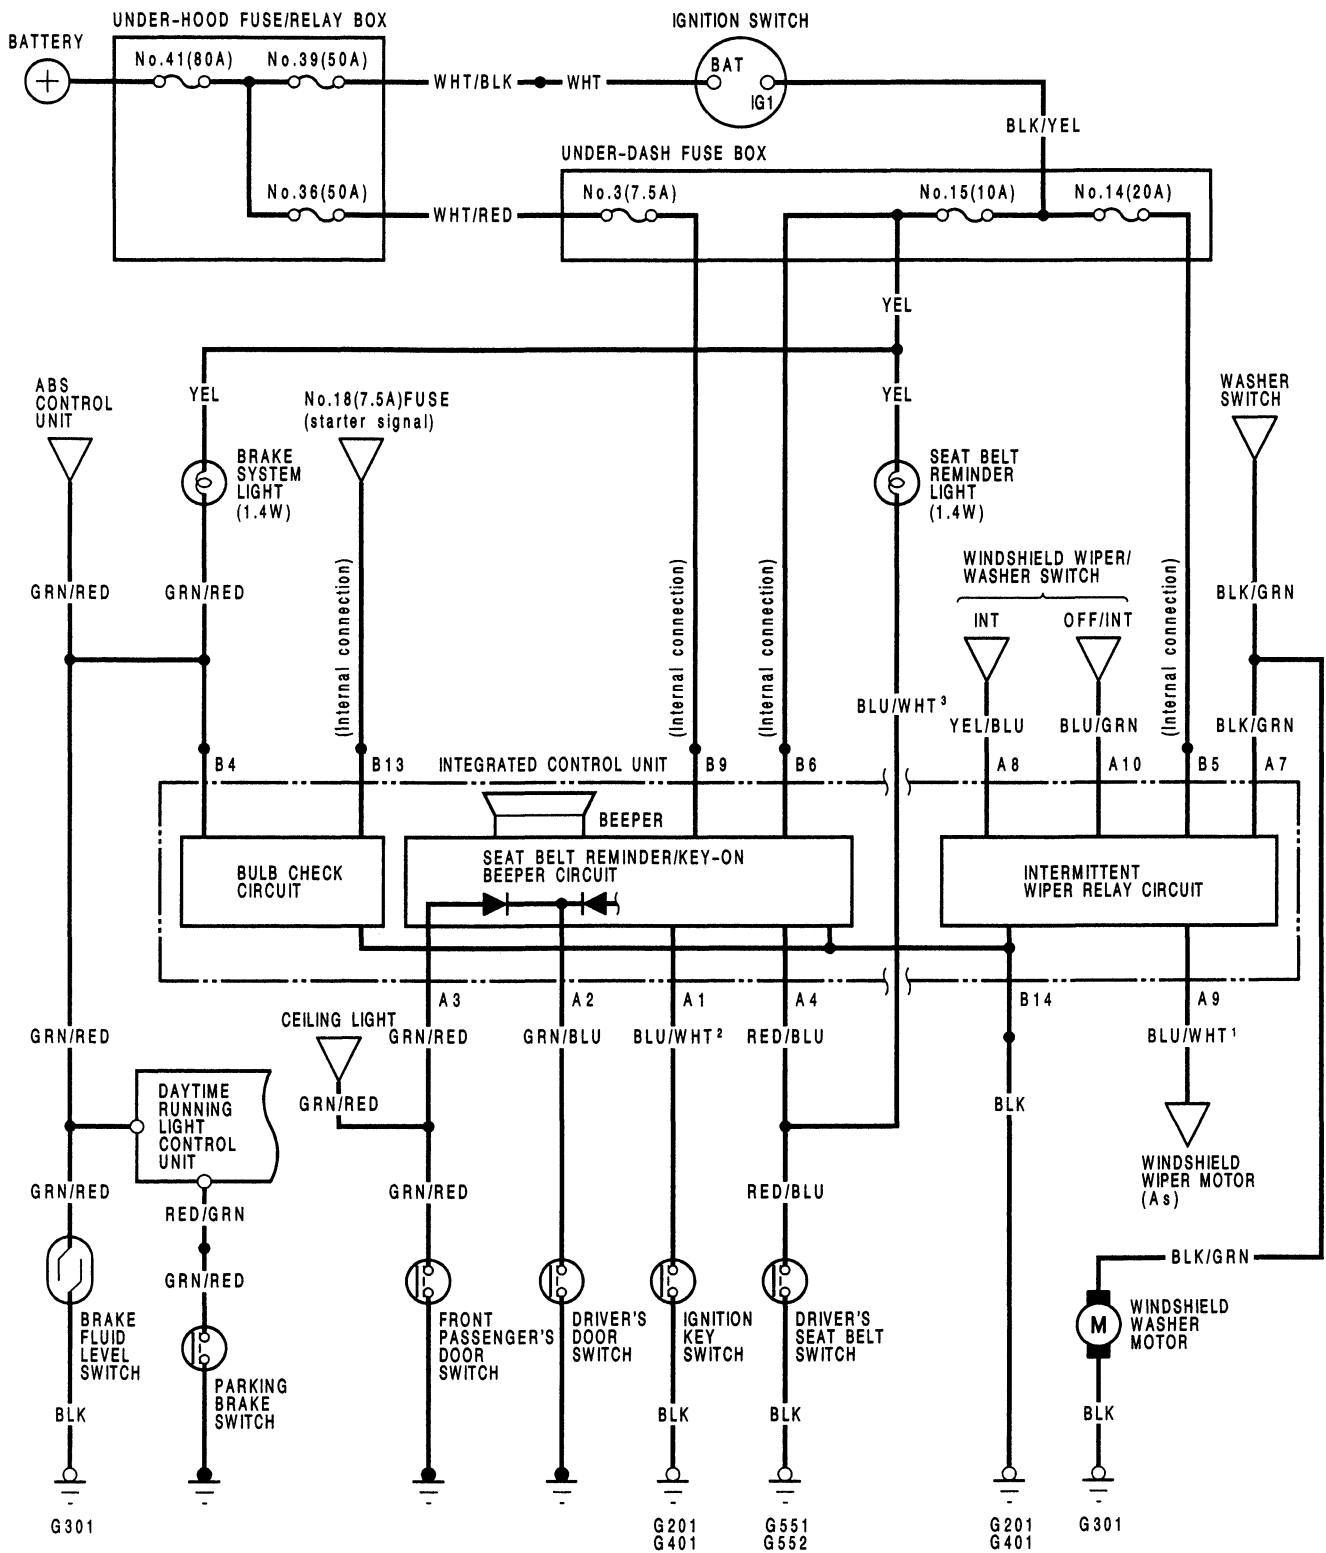 UNDER-HOOD FUSE/RELAY BOX
IGNITION SWITCH
BATTERY
No.41(80A)
No.39(50A)
WHT/BLK
WHT
BAT
IG1
BLK/YEL
UNDER-DASH FUSE BOX
No.36(50A)
WHT/RED
No.3(7.5A)
No.15(10A)
No.14(20A)
YEL
ABS
CONTROL
UNIT
YEL
No.18(7.5A)FUSE
(starter signal)
YEL
WASHER
SWITCH
BRAKE
SYSTEM
LIGHT
(1.4W)
SEAT BELT
REMINDER
LIGHT
(1.4W)
GRN/RED
GRN/RED
(Internal connection)
(Internal connection)
(Internal connection)
WINDSHIELD WIPER/
WASHER SWITCH
INT
OFF/INT
(Internal connection)
BLK/GRN
BLU/WHT3
YEL/BLU
BLU/GRN
BLK/GRN
B4
B13
INTEGRATED CONTROL UNIT
B9
B6
A8
A10
B5
A7
BEEPER
BULB CHECK
CIRCUIT
SEAT BELT REMINDER/KEY-ON
BEEPER CIRCUIT
INTERMITTENT
WIPER RELAY CIRCUIT
A3
A2
A1
A4
B14
A9
CEILING LIGHT
GRN/RED
GRN/RED
GRN/BLU
BLU/WHT2
RED/BLU
BLU/WHT1
DAYTIME
RUNNING
LIGHT
CONTROL
UNIT
GRN/RED
BLK
WINDSHIELD
WIPER MOTOR
(As)
GRN/RED
RED/GRN
GRN/RED
RED/BLU
BLK/GRN
GRN/RED
BRAKE
FLUID
LEVEL
SWITCH
FRONT
PASSENGER'S
DOOR
SWITCH
DRIVER'S
DOOR
SWITCH
IGNITION
KEY
SWITCH
DRIVER'S
SEAT BELT
SWITCH
M
WINDSHIELD
WASHER
MOTOR
PARKING
BRAKE
SWITCH
BLK
BLK
BLK
BLK
G301
G201
G401
G551
G552
G201
G401
G301